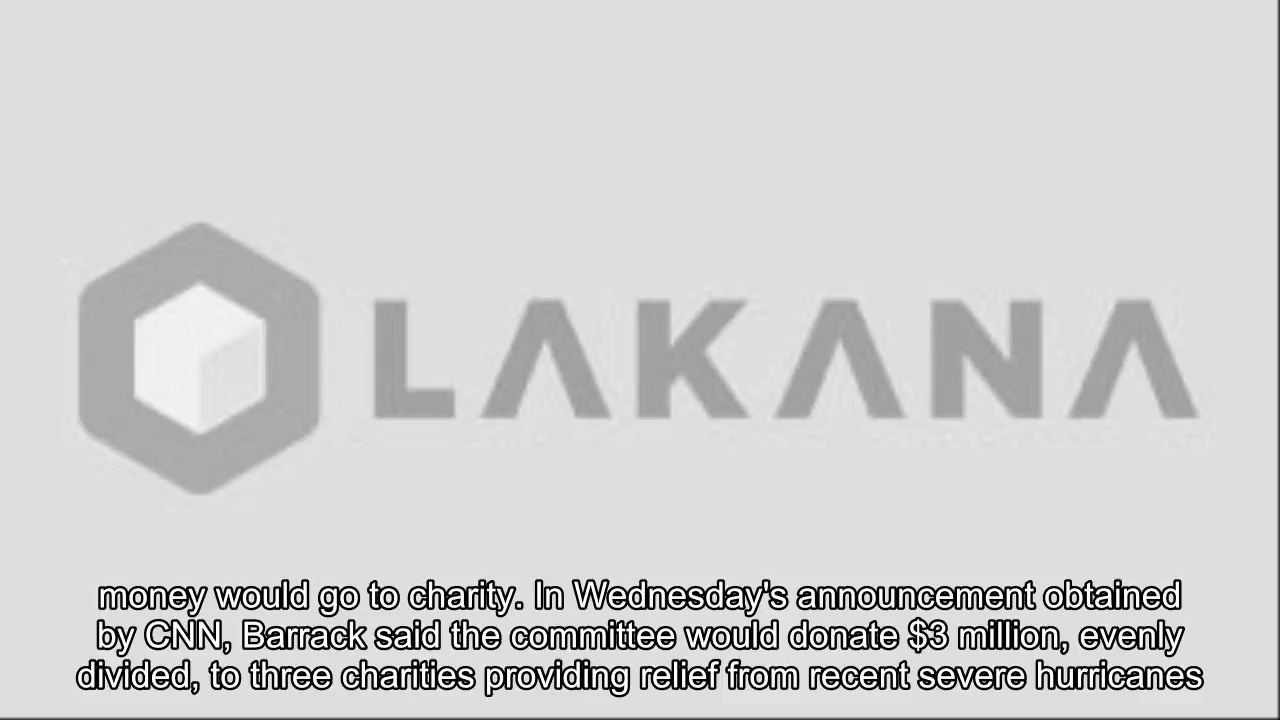 LAKANA
money would go to charity. In Wednesday's announcement obtained
by CNN, Barrack said the committee would donate $3 million, evenly
divided, to three charities providing relief from recent severe hurricanes